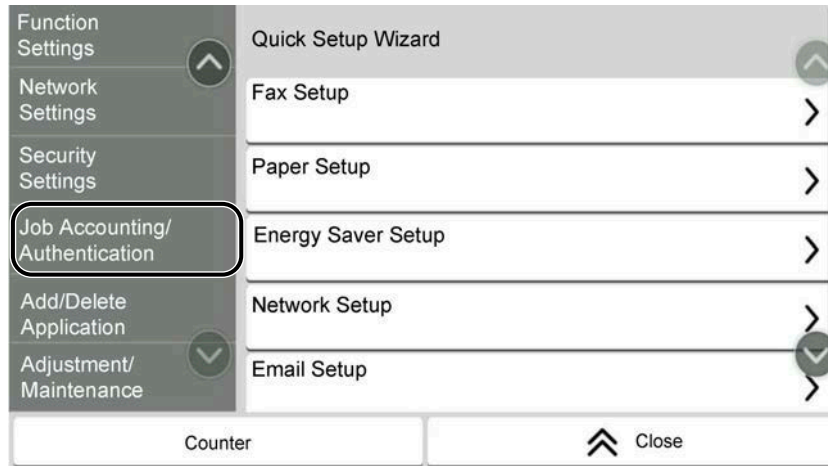 Function
Settings
Network
Settings
Security
Settings
Job Accounting/
Authentication
Add/Delete
Application
Adjustment/
Maintenance
Quick Setup Wizard
Fax Setup
Paper Setup
Energy Saver Setup
Network Setup
Email Setup
Counter
Close